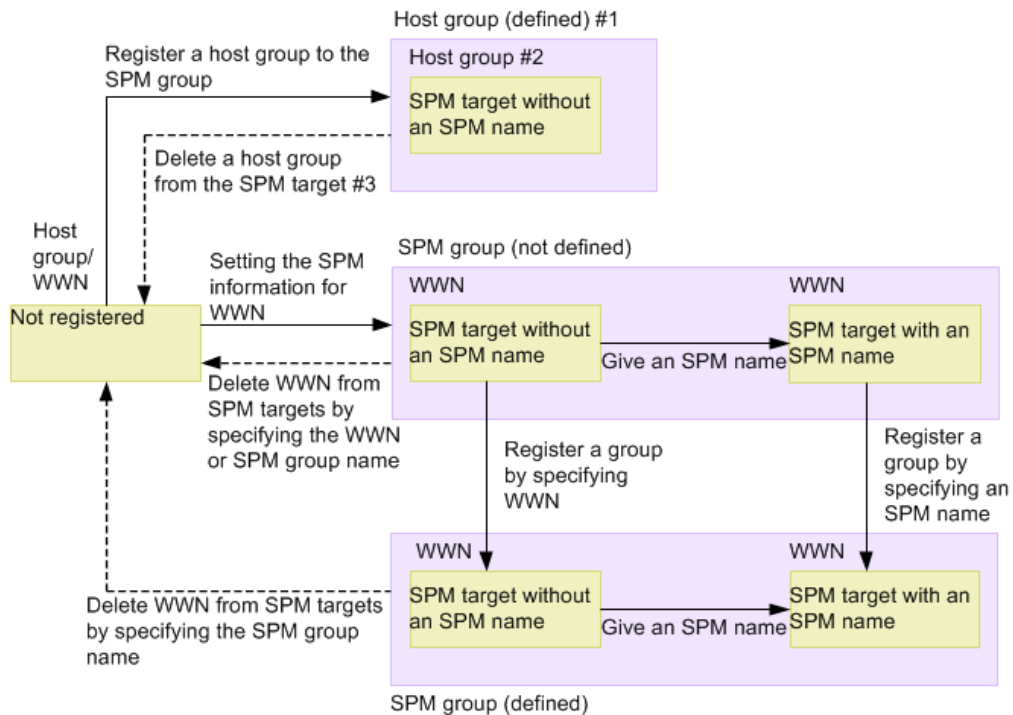 Host group (defined) #1
Register a host group to the
SPM group
Host group #2
SPM target without
an SPM name
Delete a host group
from the SPM target #3
Host
group/
WWN
SPM group (not defined)
Setting the SPM
information for
WWN
WWN
WWN
Not registered
SPM target without
an SPM name
Give an SPM name
SPM target with an
SPM name
Delete WWN from
SPM targets by
specifying the WWN
or SPM group name
Register a group
by specifying
WWN
Register a
group by
specifying an
SPM name
WWN
WWN
SPM target without
an SPM name
Give an SPM name
SPM target with an
SPM name
Delete WWN from SPM targets
by specifying the SPM group
name
SPM group (defined)